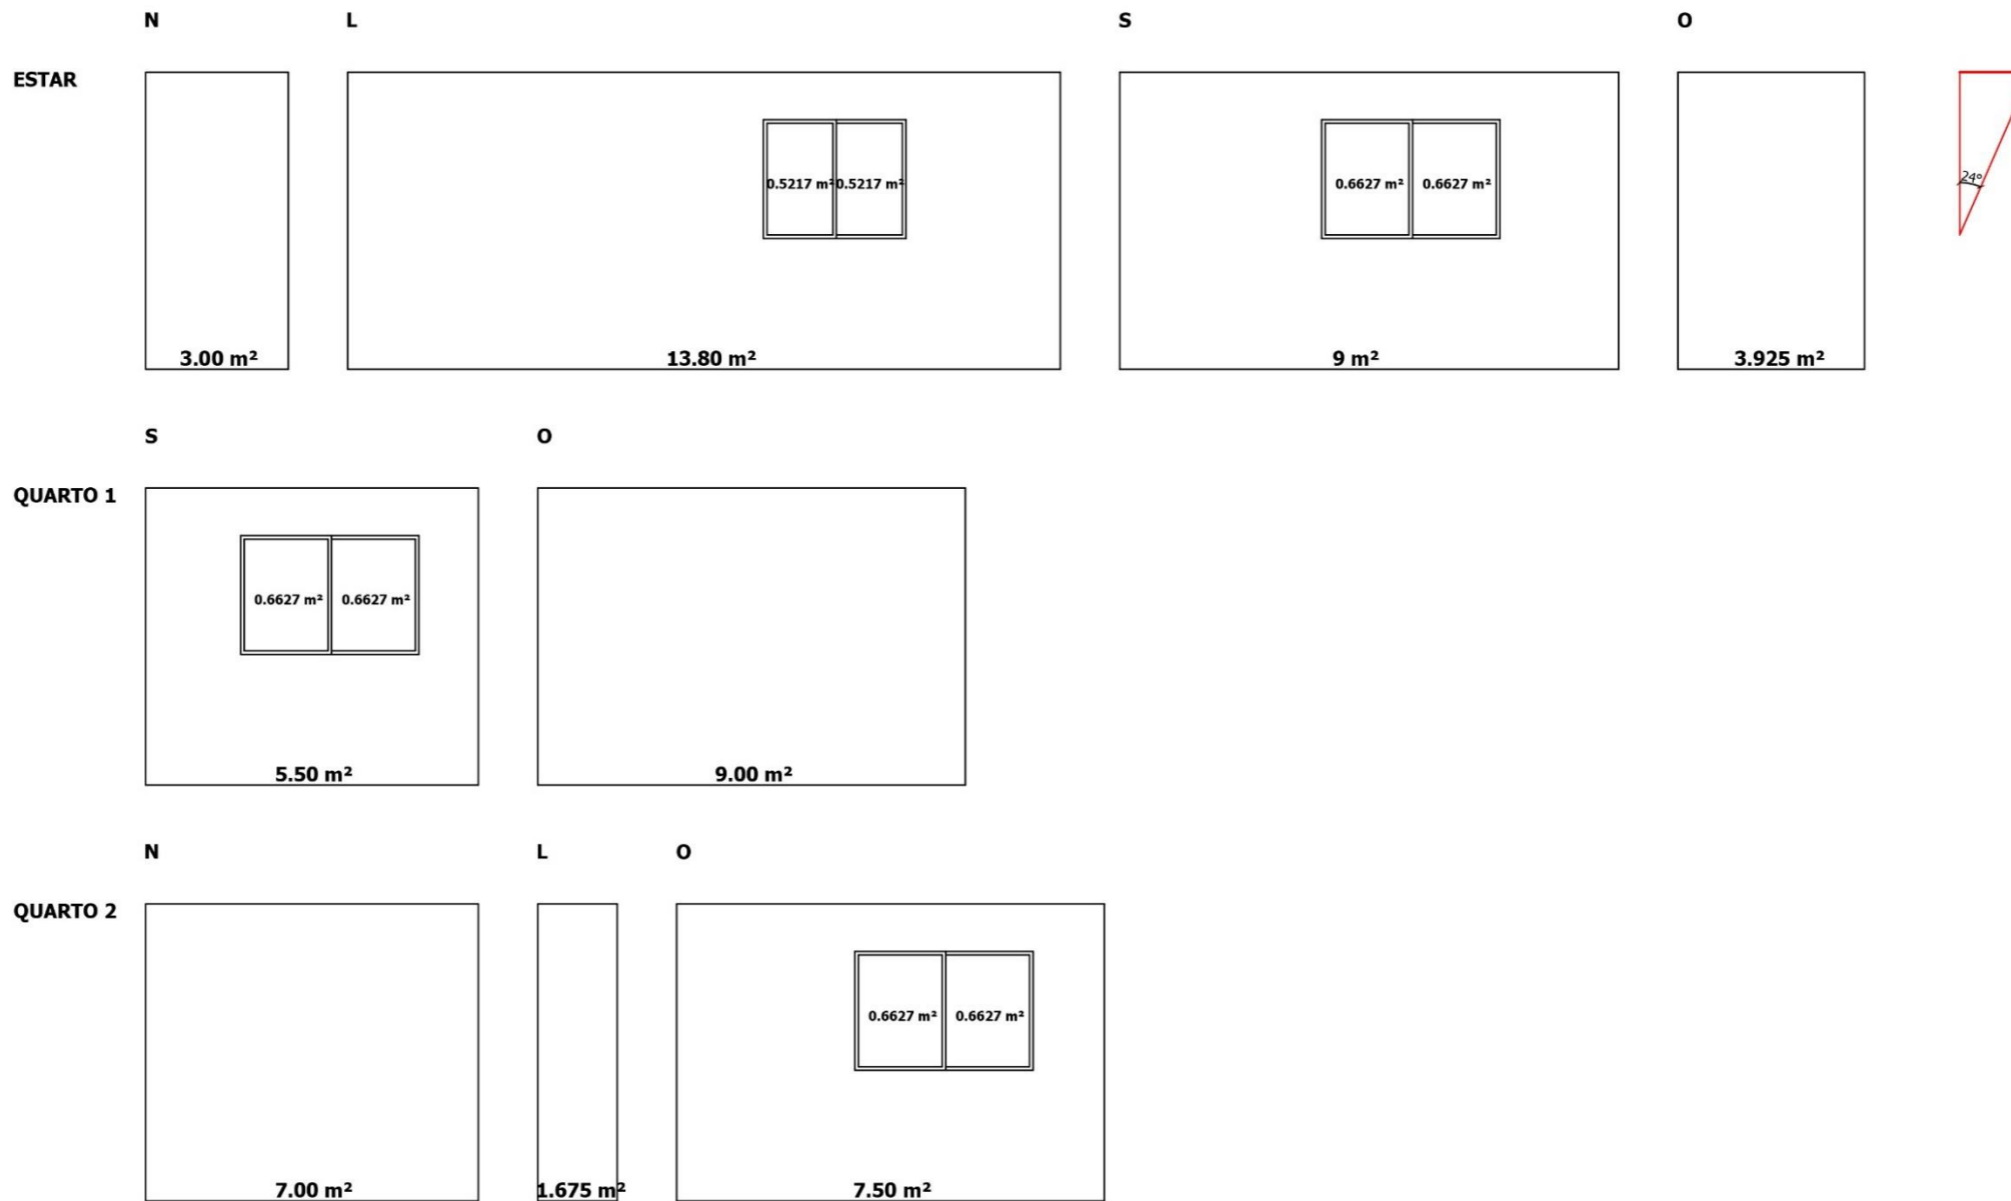 N L S O
ESTAR
0.5217 m² 0.5217 m² 0.6627 m² 0.6627 m²
24°
3.00 m² 13.80 m² 9 m² 3.925 m²
S O
QUARTO 1
0.6627 m² 0.6627 m²
5.50 m² 9.00 m²
N L O
QUARTO 2
0.6627 m² 0.6627 m²
7.00 m² 1.675 m² 7.50 m²